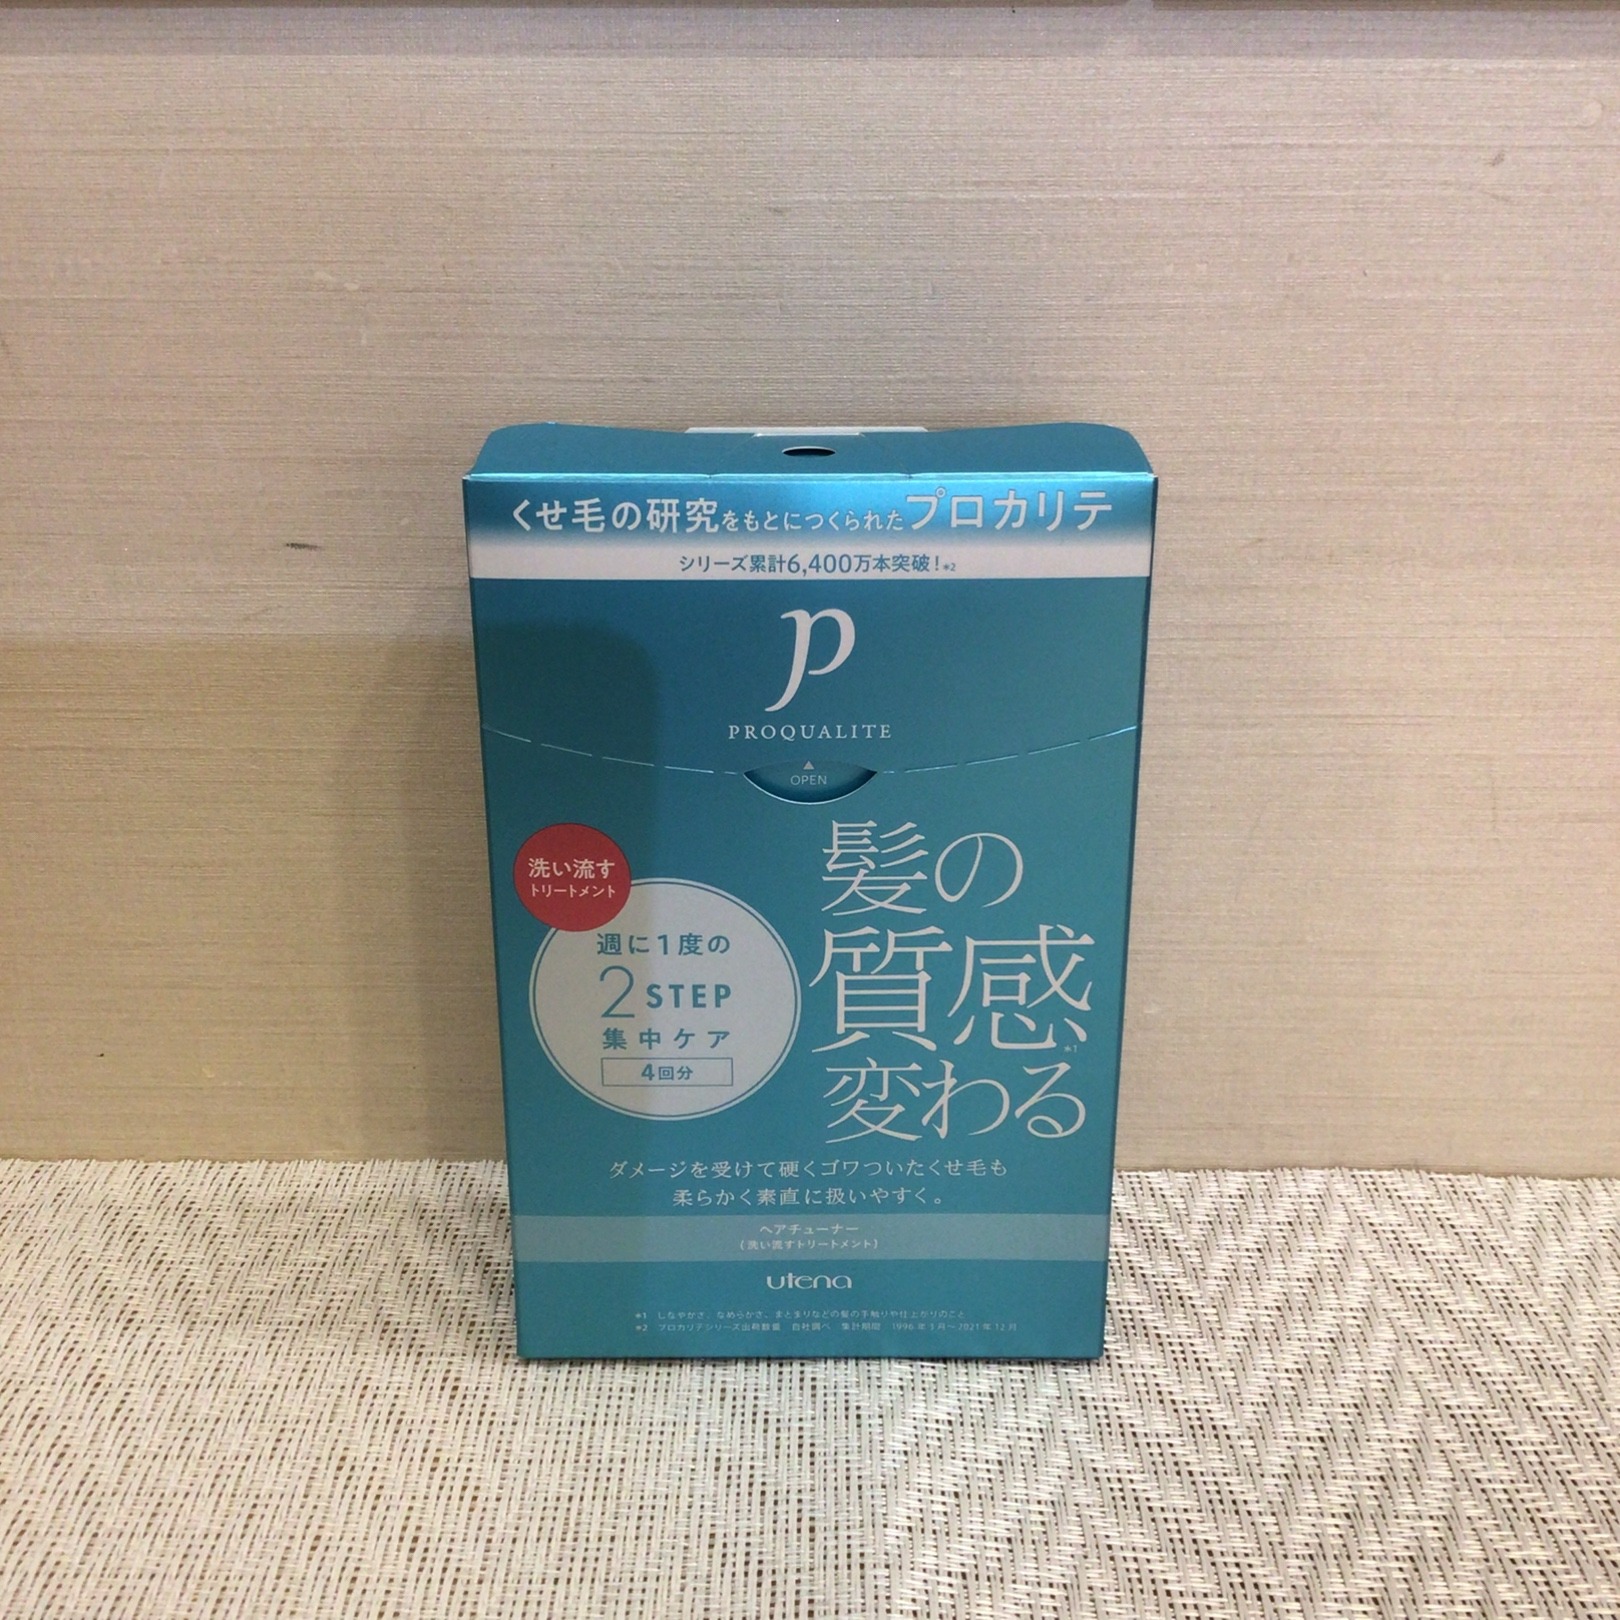 くせ毛の研究をもとにつくられたプロカリテ
シリーズ累計6,400万本突破！*2
P
PROQUALITE
OPEN
洗い流す
トリートメント
週に1度の
2 STEP
集中ケア
4回分
髪の
質感*1
変わる
ダメージを受けて硬くゴワついたくせ毛も
柔らかく素直に扱いやすく。
ヘアチューナー
(洗い流すトリートメント)
utena
*1 しなやかさ、なめらかさ、まとまりなどの髪の手触りや仕上がりのこと
*2 プロカリテシリーズ出荷数量 自社調べ 集計期間 1996年3月〜2021年12月